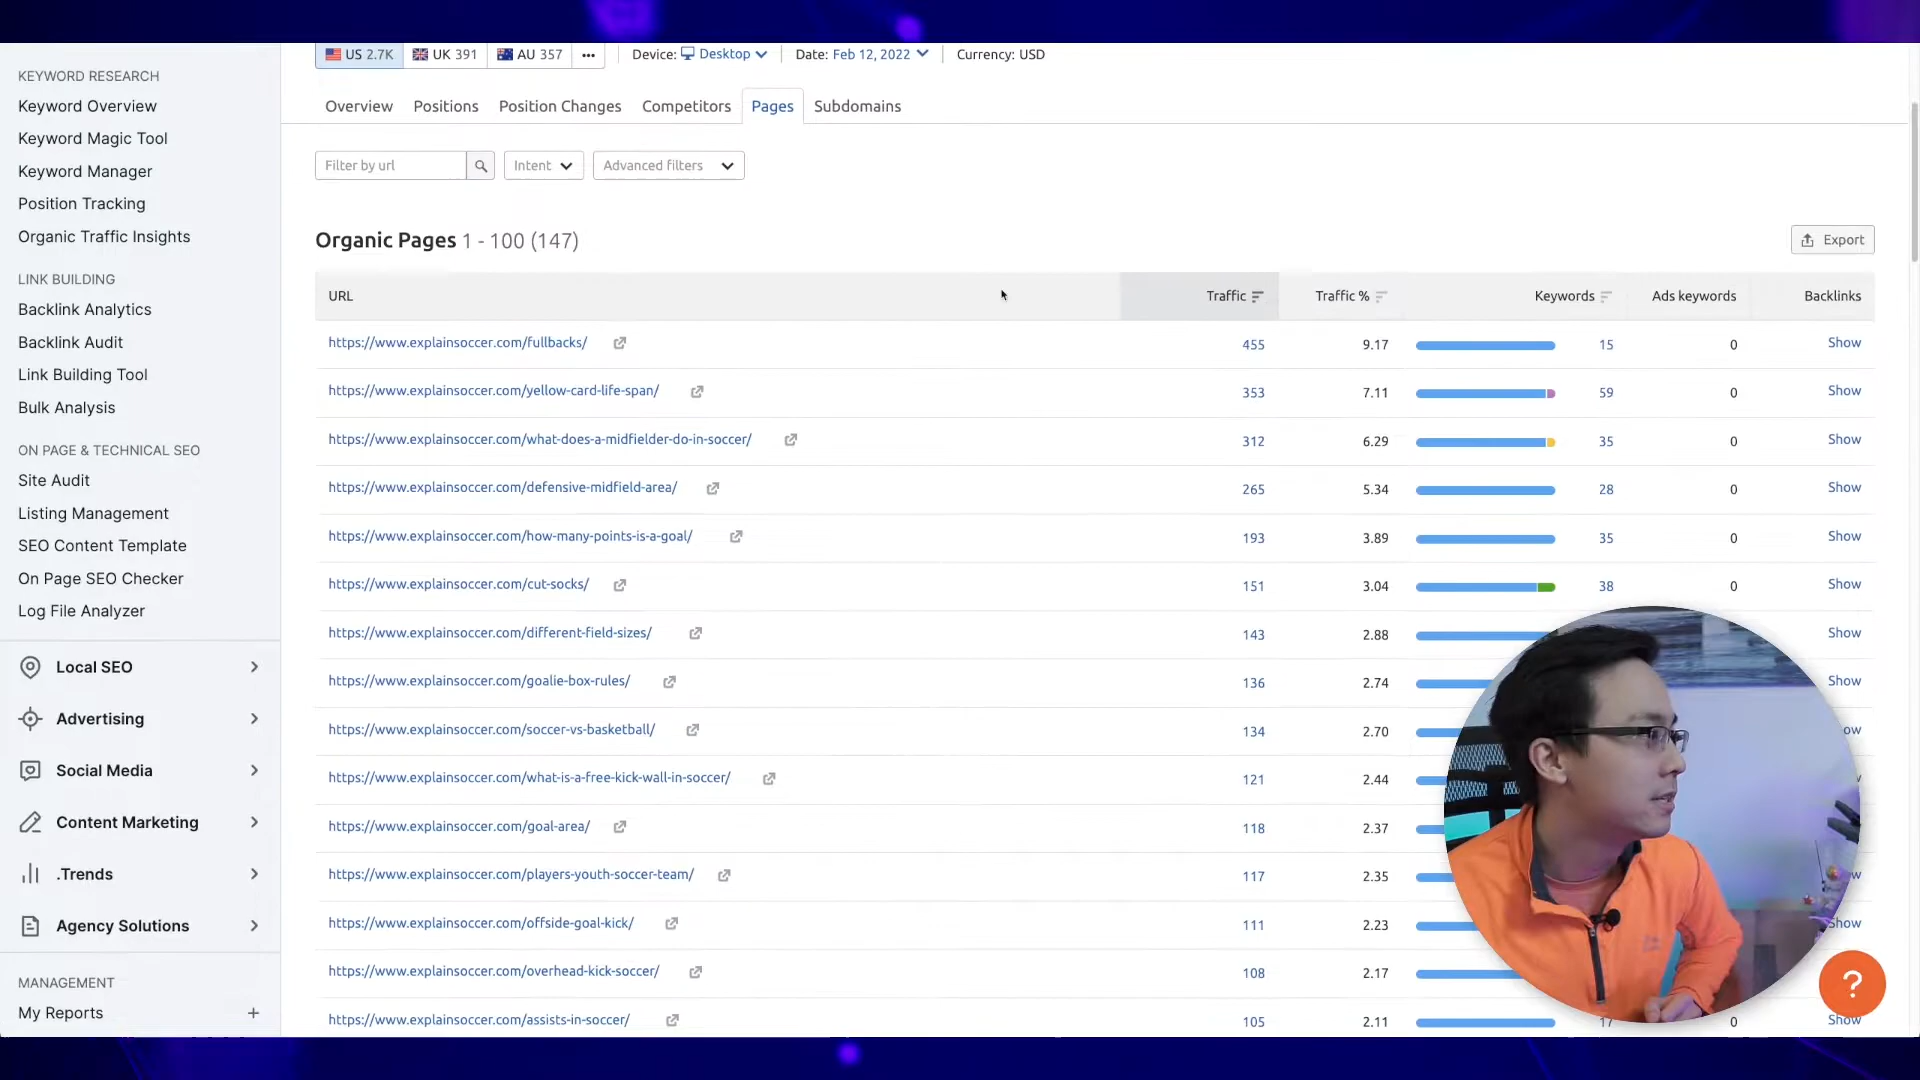 US 2.7K UK 391 AU 357 ••• Device: Desktop Date: Feb 12, 2022 Currency: USD
Overview Positions Position Changes Competitors Pages Subdomains
Filter by url Intent Advanced filters
Organic Pages 1 - 100 (147) Export
URL Traffic Traffic % Keywords Ads keywords Backlinks
https://www.explainsoccer.com/fullbacks/ 455 9.17 15 0 Show
https://www.explainsoccer.com/yellow-card-life-span/ 353 7.11 59 0 Show
https://www.explainsoccer.com/what-does-a-midfielder-do-in-soccer/ 312 6.29 35 0 Show
https://www.explainsoccer.com/defensive-midfield-area/ 265 5.34 28 0 Show
https://www.explainsoccer.com/how-many-points-is-a-goal/ 193 3.89 35 0 Show
https://www.explainsoccer.com/cut-socks/ 151 3.04 38 0 Show
https://www.explainsoccer.com/different-field-sizes/ 143 2.88 Show
https://www.explainsoccer.com/goalie-box-rules/ 136 2.74 Show
https://www.explainsoccer.com/soccer-vs-basketball/ 134 2.70 ow
https://www.explainsoccer.com/what-is-a-free-kick-wall-in-soccer/ 121 2.44
https://www.explainsoccer.com/goal-area/ 118 2.37
https://www.explainsoccer.com/players-youth-soccer-team/ 117 2.35
https://www.explainsoccer.com/offside-goal-kick/ 111 2.23 Show
https://www.explainsoccer.com/overhead-kick-soccer/ 108 2.17
https://www.explainsoccer.com/assists-in-soccer/ 105 2.11 17 0 Show
KEYWORD RESEARCH
Keyword Overview
Keyword Magic Tool
Keyword Manager
Position Tracking
Organic Traffic Insights
LINK BUILDING
Backlink Analytics
Backlink Audit
Link Building Tool
Bulk Analysis
ON PAGE & TECHNICAL SEO
Site Audit
Listing Management
SEO Content Template
On Page SEO Checker
Log File Analyzer
Local SEO
Advertising
Social Media
Content Marketing
.Trends
Agency Solutions
MANAGEMENT
My Reports +
?